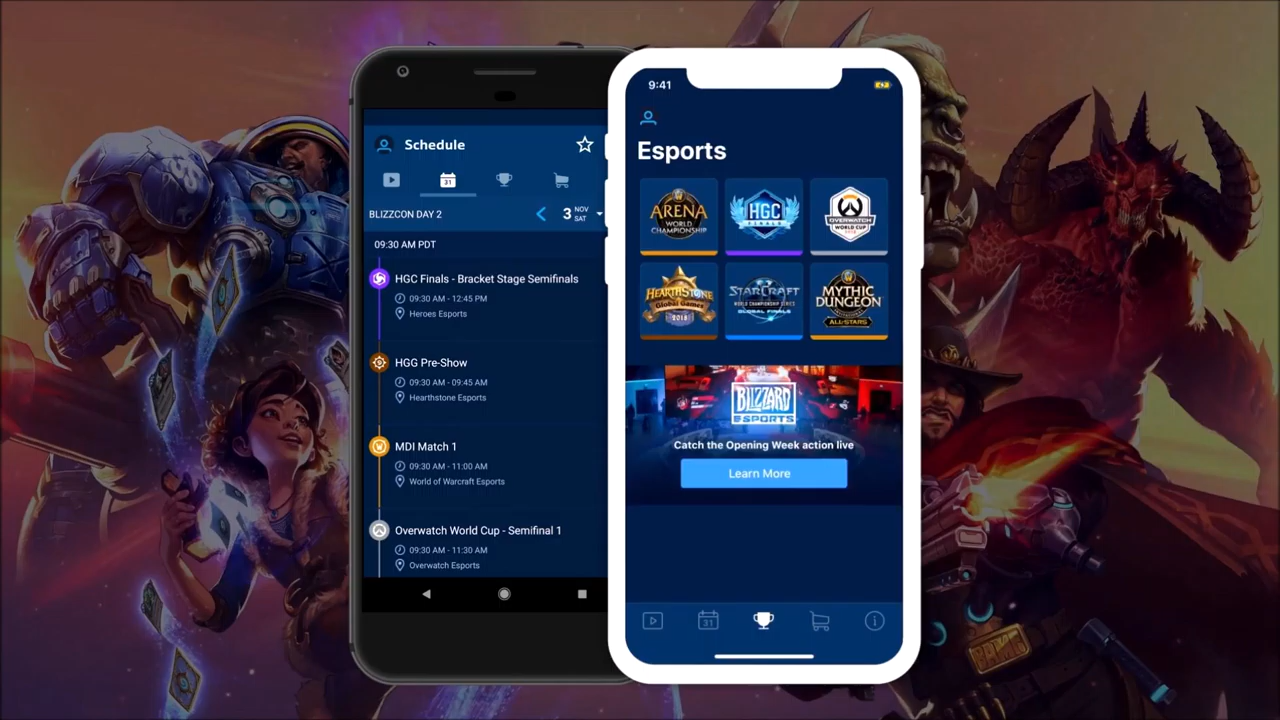 Schedule
31
BLIZZCON DAY 2
3 NOV SAT
09:30 AM PDT
HGC Finals - Bracket Stage Semifinals
09:30 AM - 12:45 PM
Heroes Esports
HGG Pre-Show
09:30 AM - 09:45 AM
Hearthstone Esports
MDI Match 1
09:30 AM - 11:00 AM
World of Warcraft Esports
Overwatch World Cup - Semifinal 1
09:30 AM - 11:30 AM
Overwatch Esports
9:41
Esports
ARENA
WORLD
CHAMPIONSHIP
HGC
FINALS
OVERWATCH
WORLD CUP
2018
HEARTHSTONE
Global Games
2018
STARCRAFT
WORLD CHAMPIONSHIP SERIES
GLOBAL FINALS
MYTHIC
DUNGEON
ALL-STARS
BLIZZARD
ESPORTS
Catch the Opening Week action live
Learn More
31
BAMF